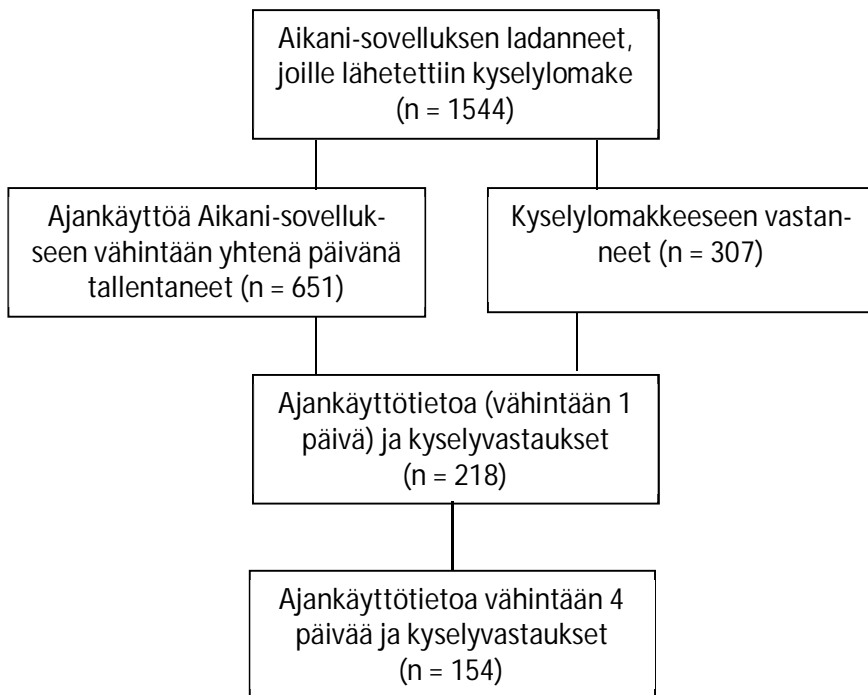 Aikani-sovelluksen ladanneet,
joille lähetettiin kyselylomake
(n = 1544)
Ajankäyttöä Aikani-sovelluk-
seen vähintään yhtenä päivänä
tallentaneet (n = 651)
Kyselylomakkeeseen vastan-
neet (n = 307)
Ajankäyttötietoa (vähintään 1
päivä) ja kyselyvastaukset
(n = 218)
Ajankäyttötietoa vähintään 4
päivää ja kyselyvastaukset
(n = 154)